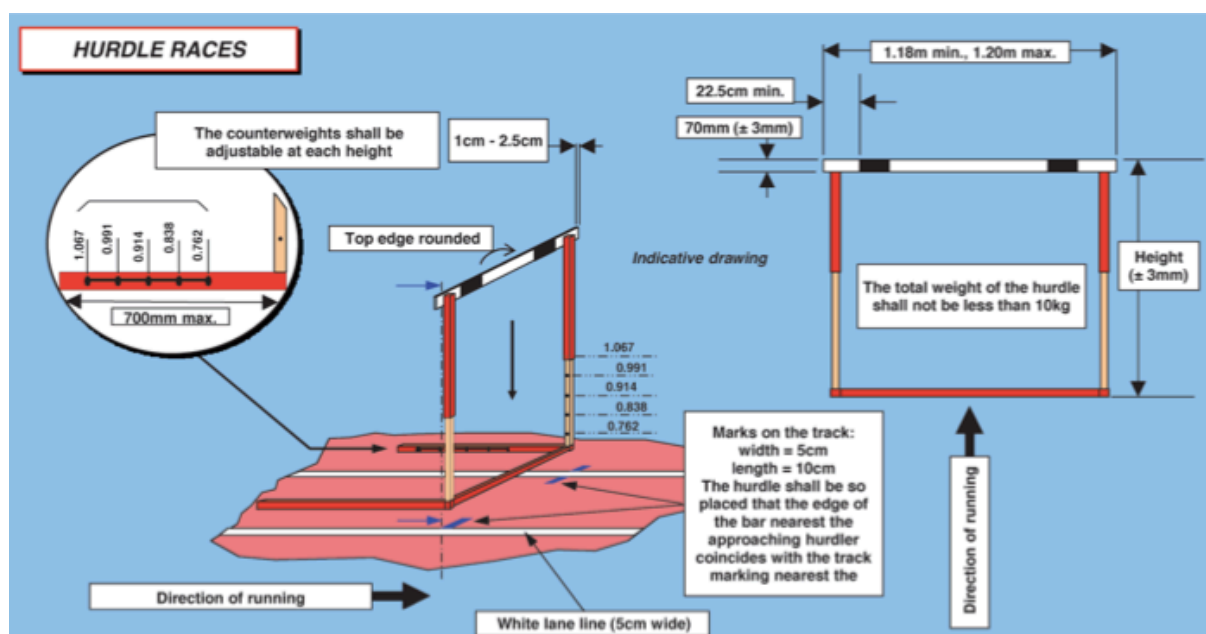 HURDLE RACES
The counterweights shall be
adjustable at each height
1.067
0.991
0.914
0.838
0.762
700mm max.
1cm - 2.5cm
Top edge rounded
Indicative drawing
1.067
0.991
0.914
0.838
0.762
1.18m min., 1.20m max.
22.5cm min.
70mm (± 3mm)
Height
(± 3mm)
The total weight of the hurdle
shall not be less than 10kg
Marks on the track:
width = 5cm
length = 10cm
The hurdle shall be so
placed that the edge of
the bar nearest the
approaching hurdler
coincides with the track
marking nearest the
Direction of running
Direction of running
White lane line (5cm wide)